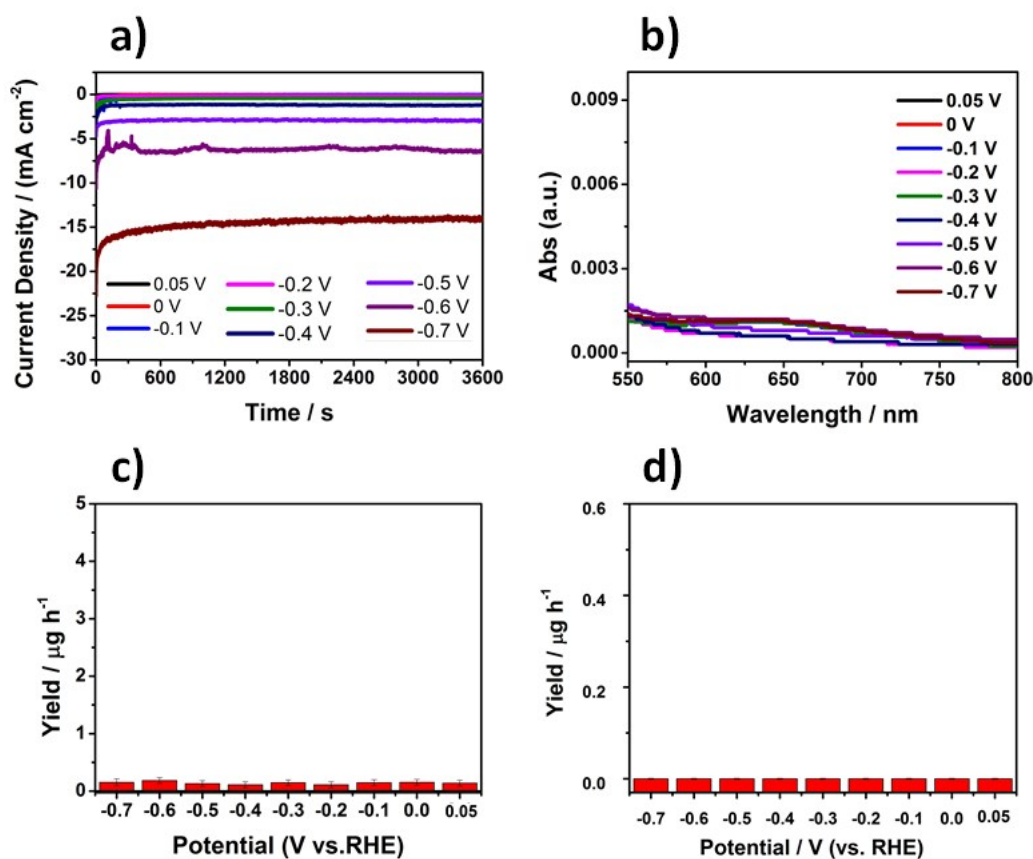 a)
b)
0
-5
-10
-15
-20
-25
-30
Current Density / (mA cm⁻²)
0.05 V
0 V
-0.1 V
-0.2 V
-0.3 V
-0.4 V
-0.5 V
-0.6 V
-0.7 V
0 600 1200 1800 2400 3000 3600
Time / s
0.009
0.006
0.003
0.000
Abs (a.u.)
0.05 V
0 V
-0.1 V
-0.2 V
-0.3 V
-0.4 V
-0.5 V
-0.6 V
-0.7 V
550 600 650 700 750 800
Wavelength / nm
c)
d)
5
4
3
2
1
0
Yield / µg h⁻¹
-0.7 -0.6 -0.5 -0.4 -0.3 -0.2 -0.1 0.0 0.05
Potential (V vs.RHE)
0.6
0.4
0.2
0.0
Yield / µg h⁻¹
-0.7 -0.6 -0.5 -0.4 -0.3 -0.2 -0.1 0.0 0.05
Potential / V (vs. RHE)